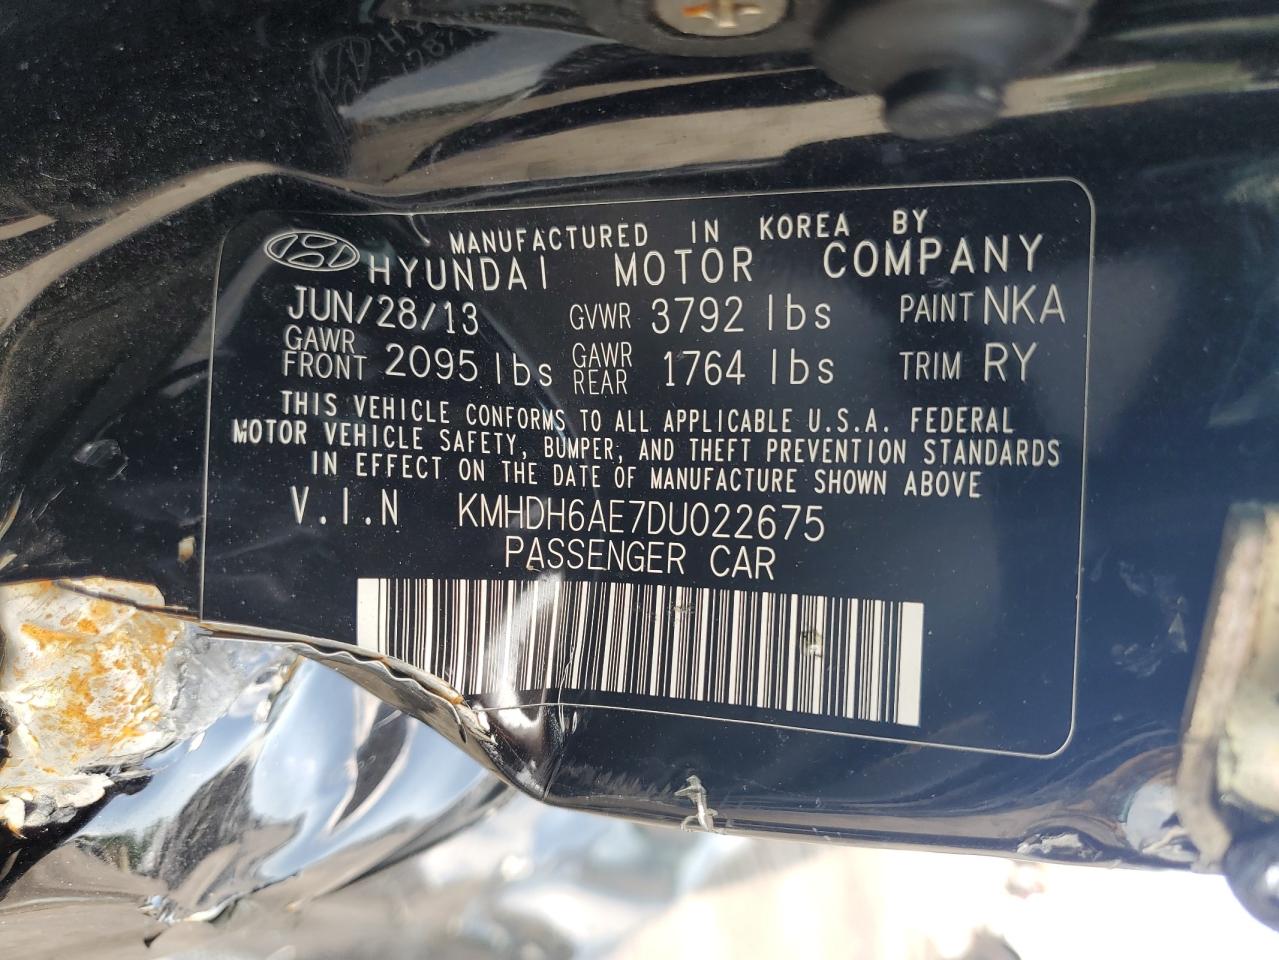 MANUFACTURED IN KOREA BY
HYUNDAI MOTOR COMPANY
JUN/28/13 GVWR 3792 lbs PAINT NKA
GAWR FRONT 2095 lbs GAWR REAR 1764 lbs TRIM RY
THIS VEHICLE CONFORMS TO ALL APPLICABLE U.S.A. FEDERAL
MOTOR VEHICLE SAFETY, BUMPER, AND THEFT PREVENTION STANDARDS
IN EFFECT ON THE DATE OF MANUFACTURE SHOWN ABOVE
V.I.N KMHDH6AE7DU022675
PASSENGER CAR